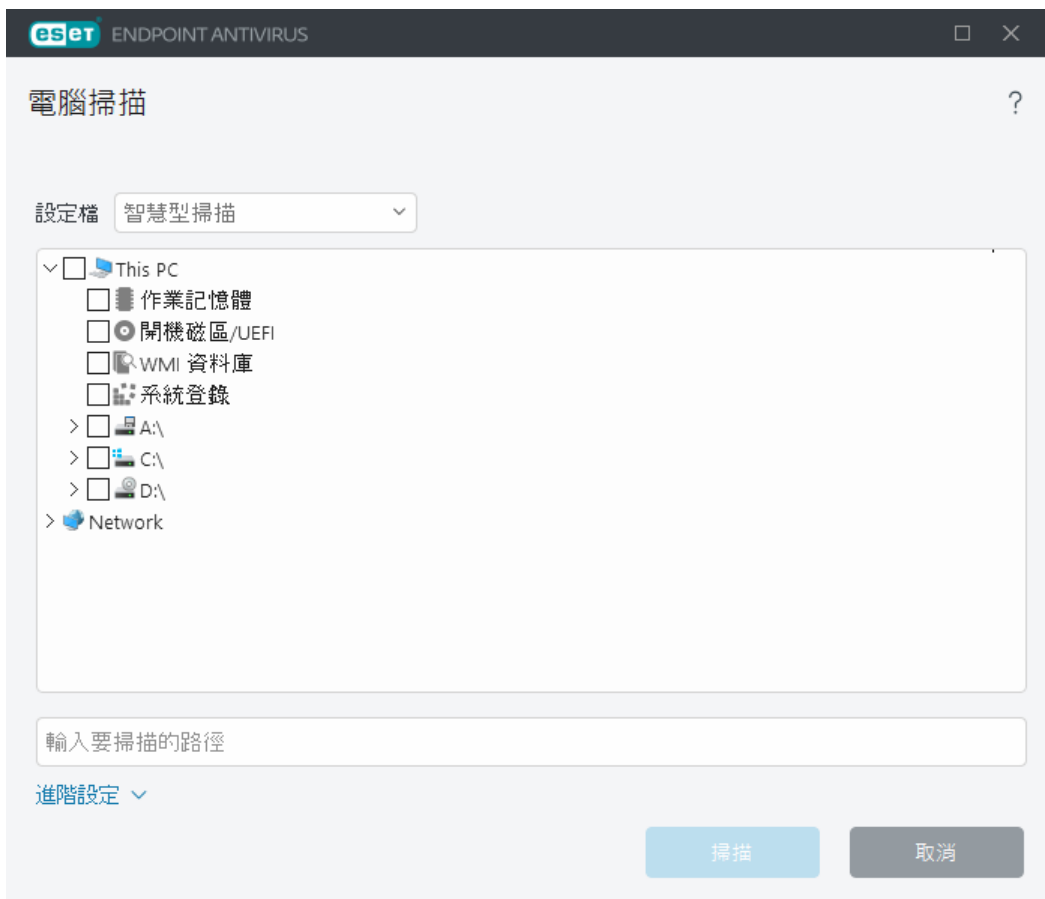 eset ENDPOINT ANTIVIRUS
電腦掃描
?
設定檔 智慧型掃描
This PC
作業記憶體
開機磁區/UEFI
WMI 資料庫
系統登錄
A:\
C:\
D:\
Network
輸入要掃描的路徑
進階設定
掃描 取消